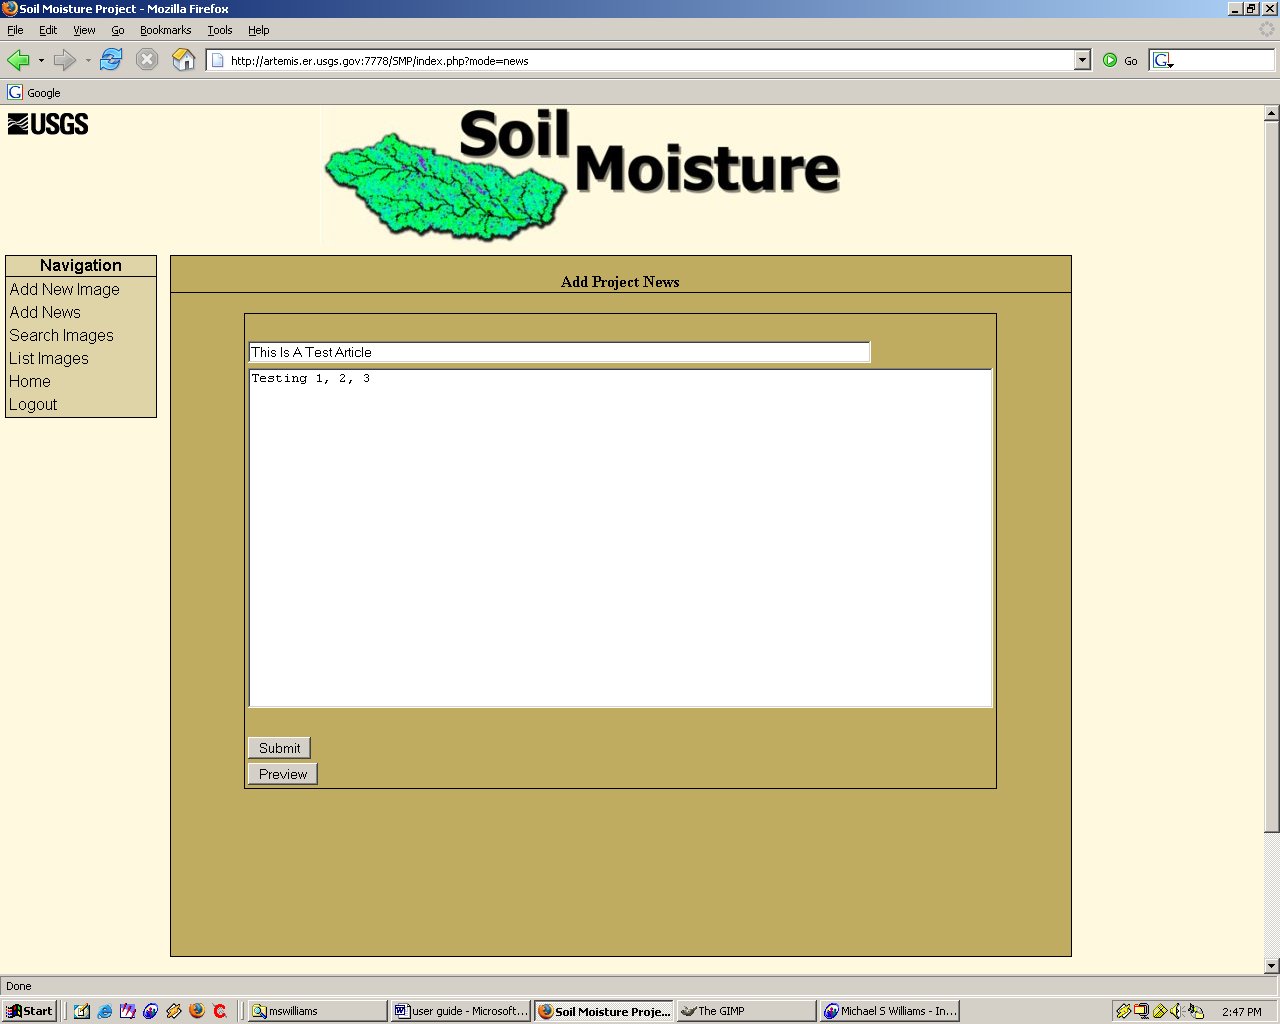 Soil Moisture Project - Mozilla Firefox
File Edit View Go Bookmarks Tools Help
http://artemis.er.usgs.gov:7778/SMP/index.php?mode=news Go G
G Google
USGS
Soil
Moisture
Navigation
Add New Image
Add News
Search Images
List Images
Home
Logout
Add Project News
This Is A Test Article
Testing 1, 2, 3
Submit
Preview
Done
Start mswilliams user guide - Microsoft... Soil Moisture Proje... The GIMP Michael S Williams - In... 2:47 PM